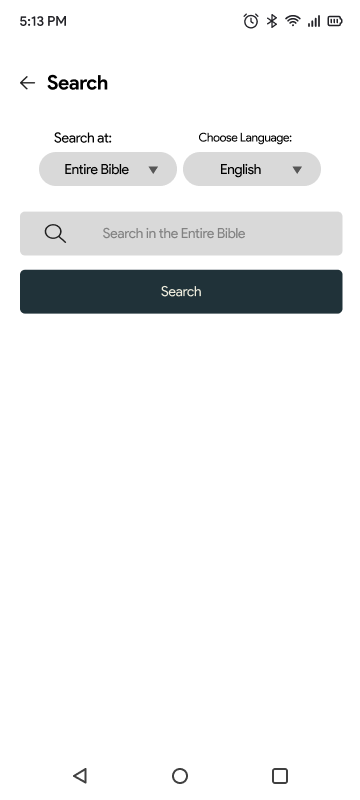 5:13 PM
Search
Search at:
Choose Language:
Entire Bible
English
Search in the Entire Bible
Search